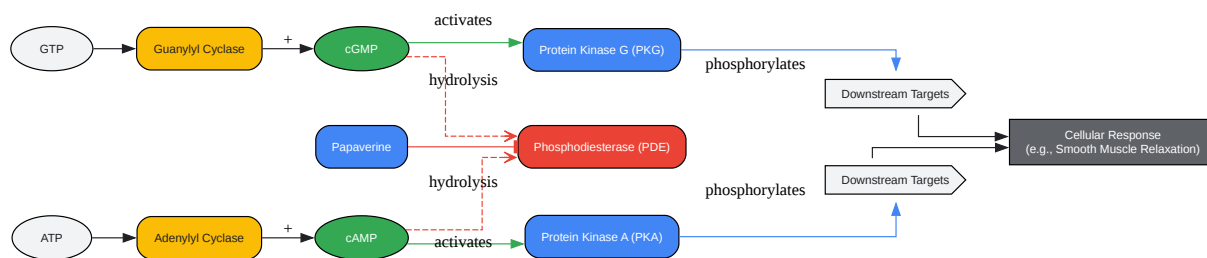 activates
GTP
Guanylyl Cyclase
+
cGMP
Protein Kinase G (PKG)
phosphorylates
hydrolysis
Downstream Targets
Papaverine
Phosphodiesterase (PDE)
Cellular Response
(e.g., Smooth Muscle Relaxation)
hydrolysis
Downstream Targets
phosphorylates
ATP
Adenylyl Cyclase
+
cAMP
activates
Protein Kinase A (PKA)